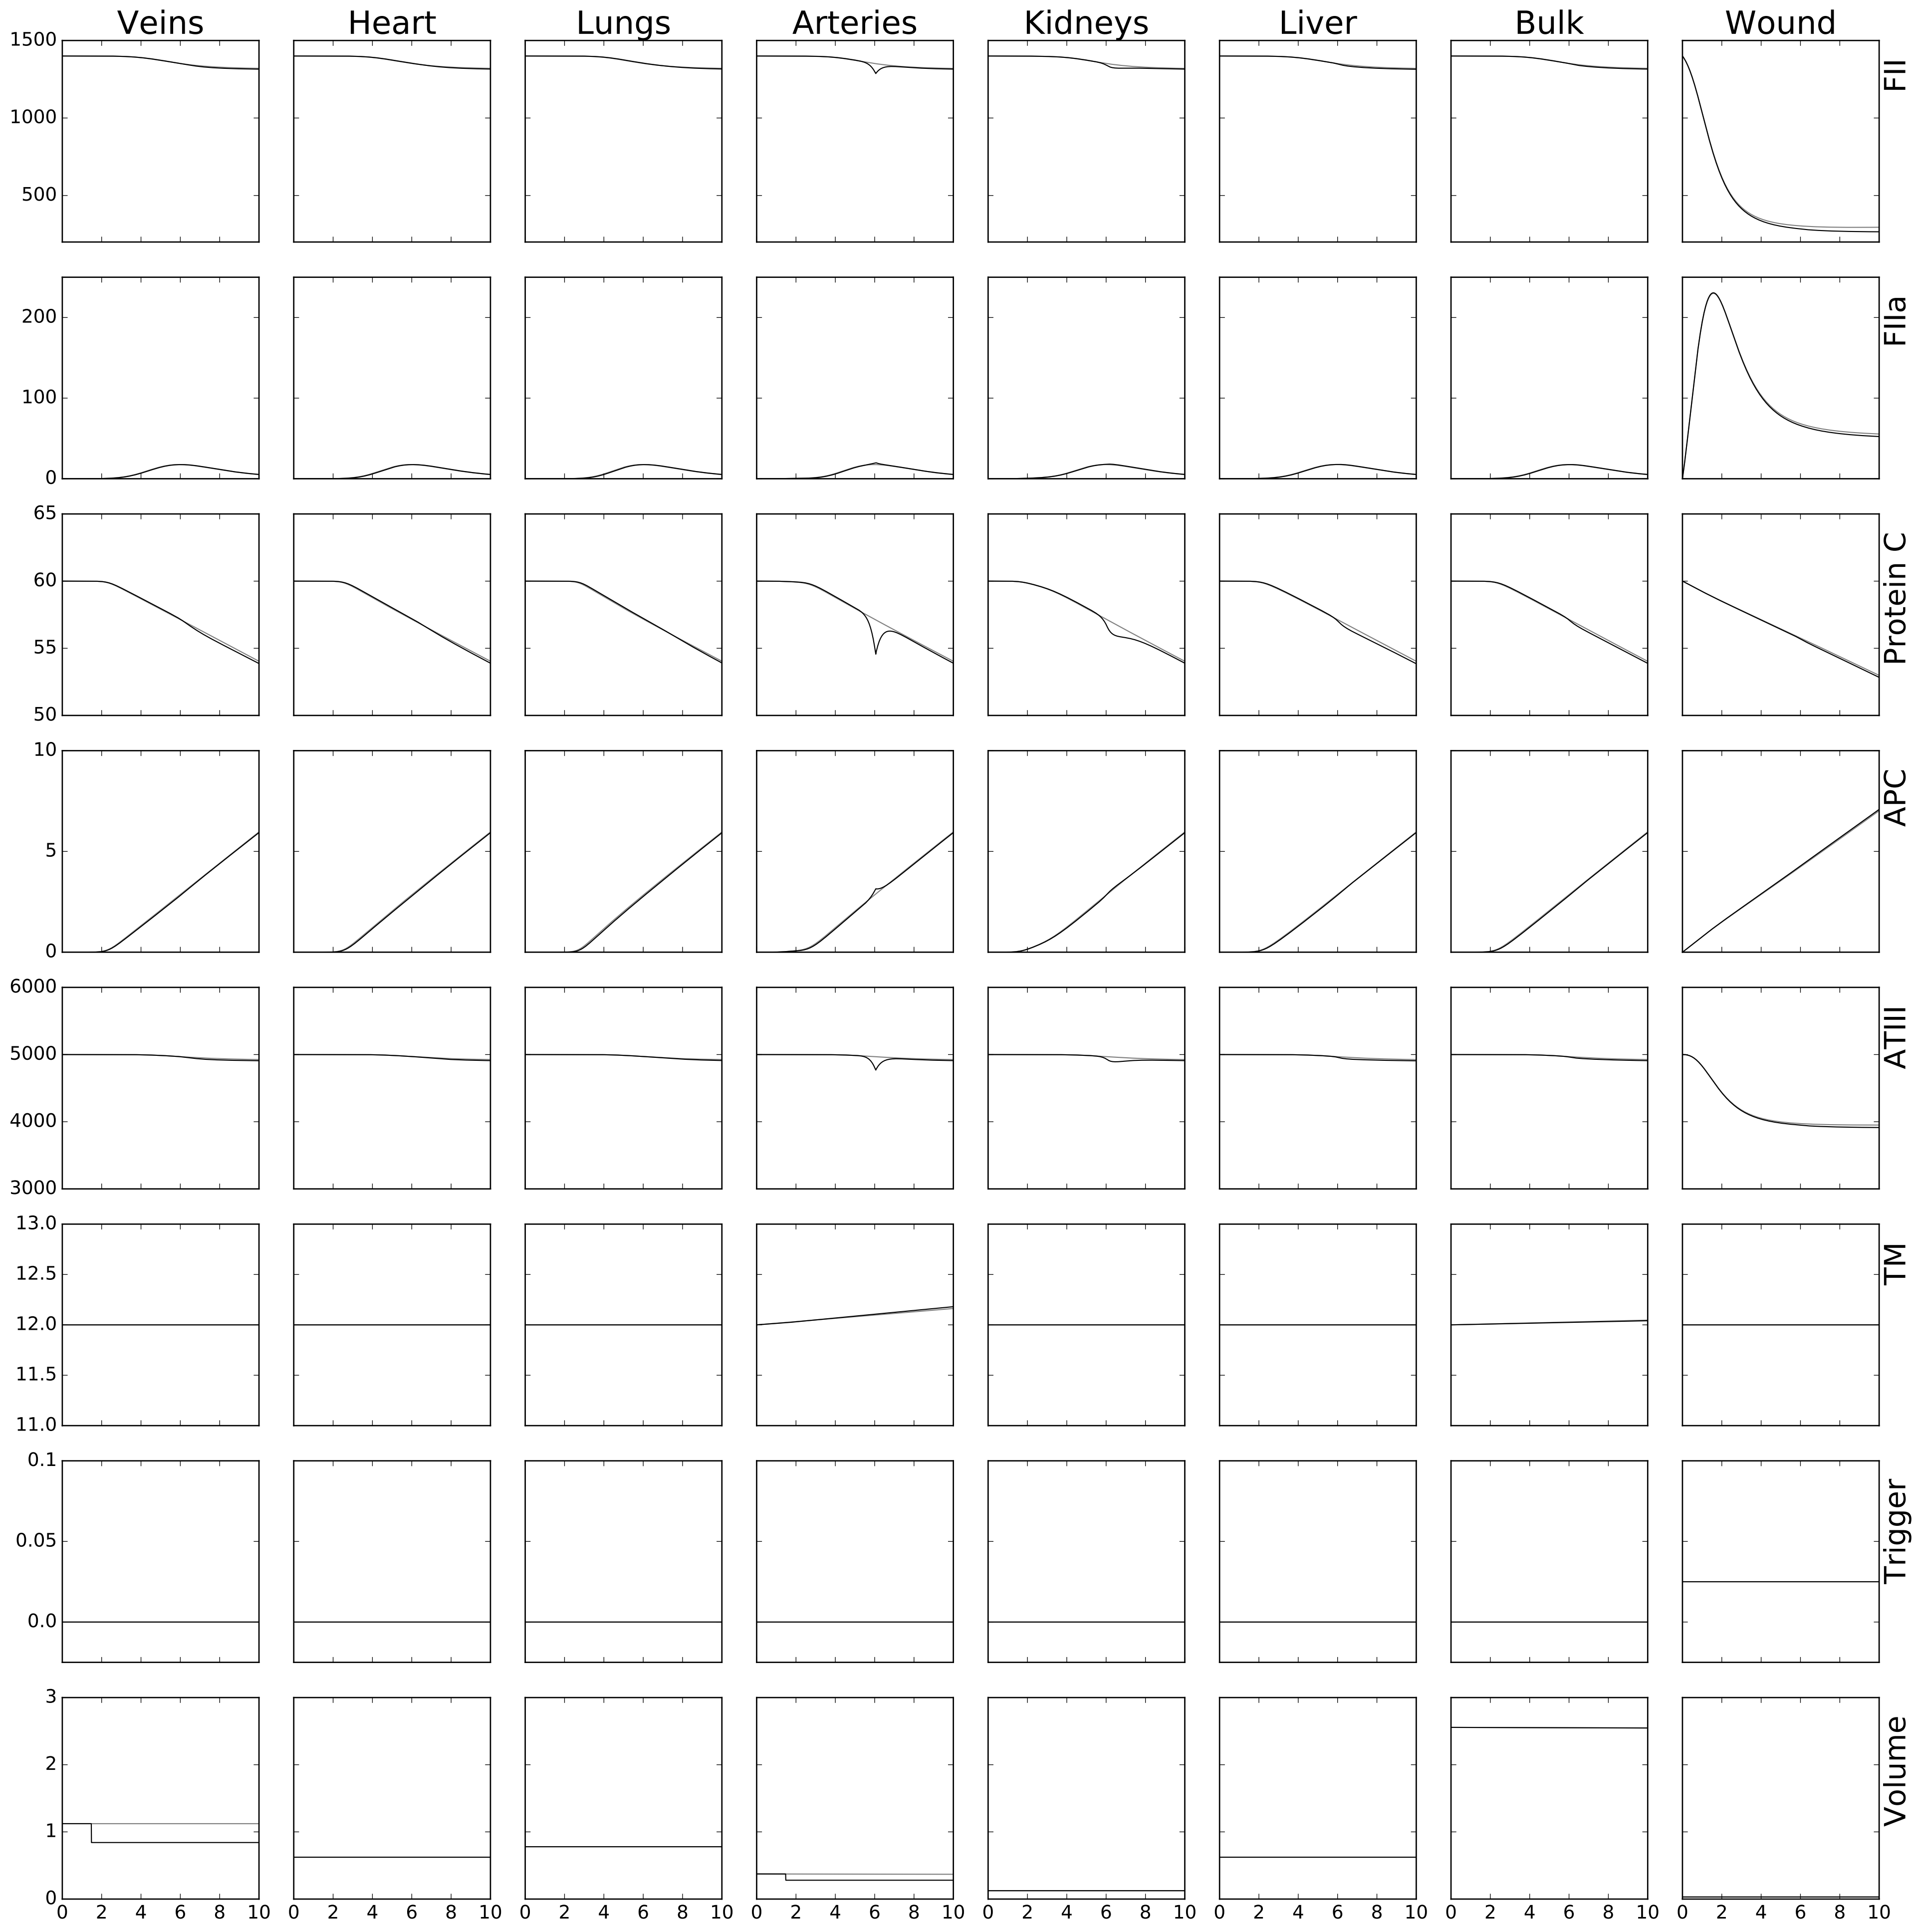 Veins Heart Lungs Arteries Kidneys Liver Bulk Wound
1500
1000
500
FII
200
100
0
FIIa
65
60
55
50
Protein C
10
5
0
APC
6000
5000
4000
3000
ATIII
13.0
12.5
12.0
11.5
11.0
TM
0.1
0.05
0.0
Trigger
3
2
1
0
Volume
0 2 4 6 8 10 0 2 4 6 8 10 0 2 4 6 8 10 0 2 4 6 8 10 0 2 4 6 8 10 0 2 4 6 8 10 0 2 4 6 8 10 0 2 4 6 8 10